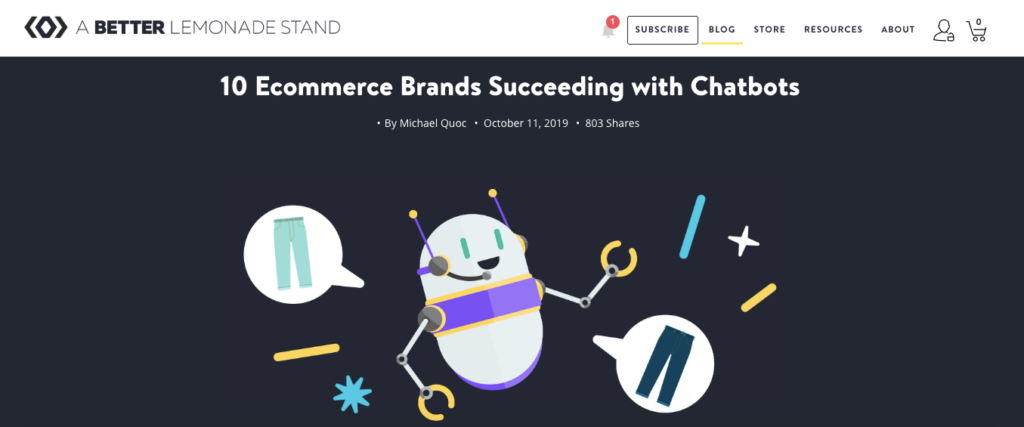 A BETTER LEMONADE STAND
1
SUBSCRIBE
BLOG
STORE
RESOURCES
ABOUT
0
10 Ecommerce Brands Succeeding with Chatbots
• By Michael Quoc • October 11, 2019 • 803 Shares